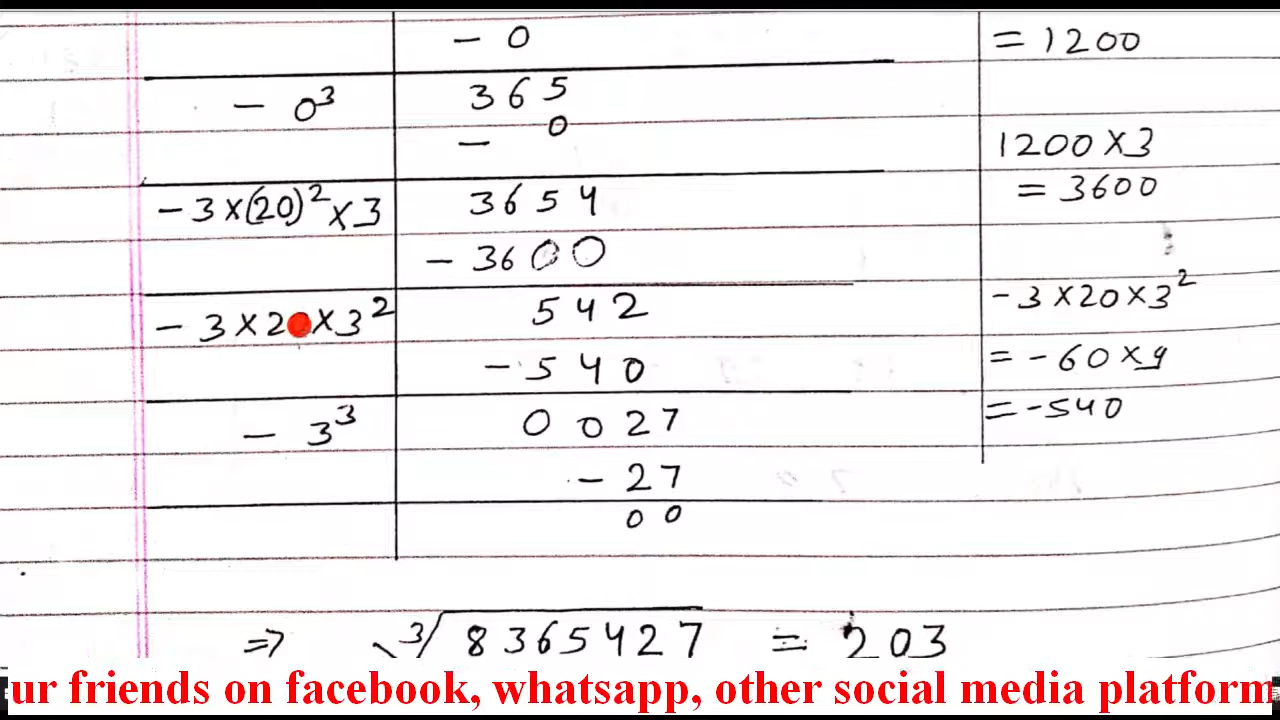 - 0 = 1200
- 0³ 365
- 0 1200 × 3
- 3 × (20)² × 3 3654 = 3600
- 3600
- 3 × 20 × 3² 542 - 3 × 20 × 3²
- 540 = - 60 × 9
- 3³ 0027 = - 540
- 27
00
⇒ ³√8365427 = 203
ur friends on facebook, whatsapp, other social media platform